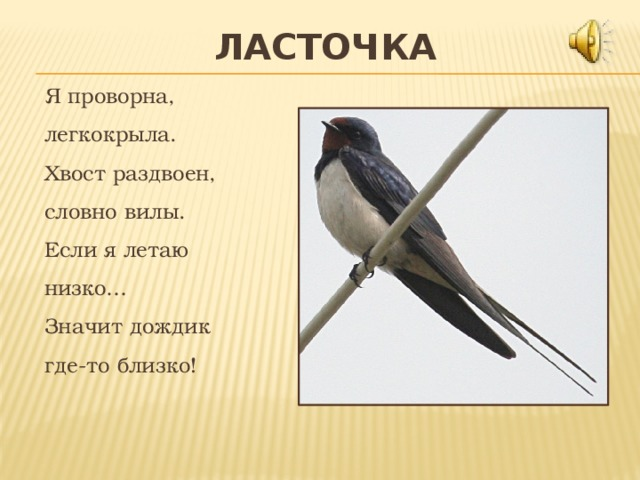 ЛАСТОЧКА
Я проворна,
легкокрыла.
Хвост раздвоен,
словно вилы.
Если я летаю
низко…
Значит дождик
где-то близко!